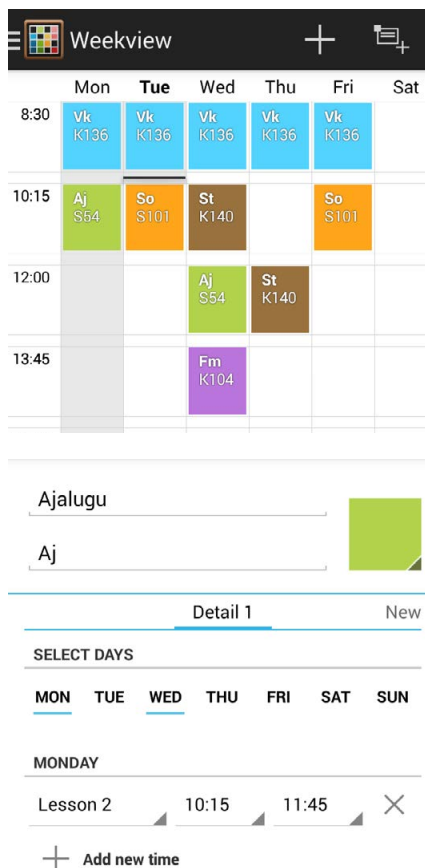 Weekview
Mon Tue Wed Thu Fri Sat
8:30 Vk Vk Vk Vk Vk
K136 K136 K136 K136 K136
10:15 Aj So St So
S54 S101 K140 S101
12:00 Aj St
S54 K140
13:45 Fm
K104
Ajalugu
Aj
Detail 1 New
SELECT DAYS
MON TUE WED THU FRI SAT SUN
MONDAY
Lesson 2 10:15 11:45
Add new time